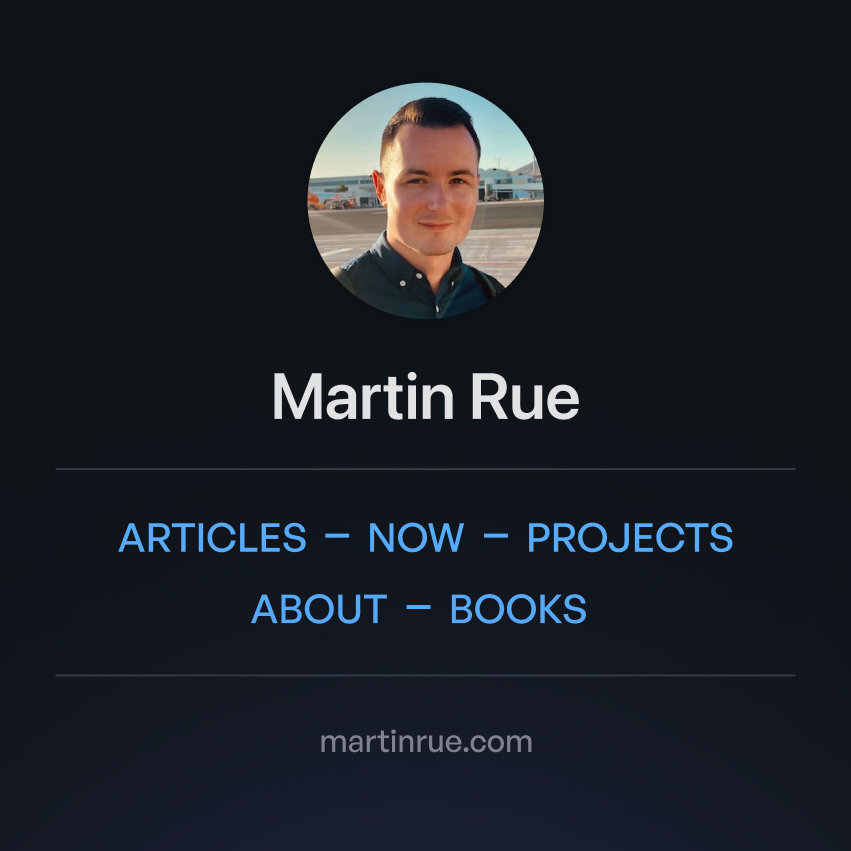 Martin Rue
ARTICLES – NOW – PROJECTS
ABOUT – BOOKS
martinrue.com